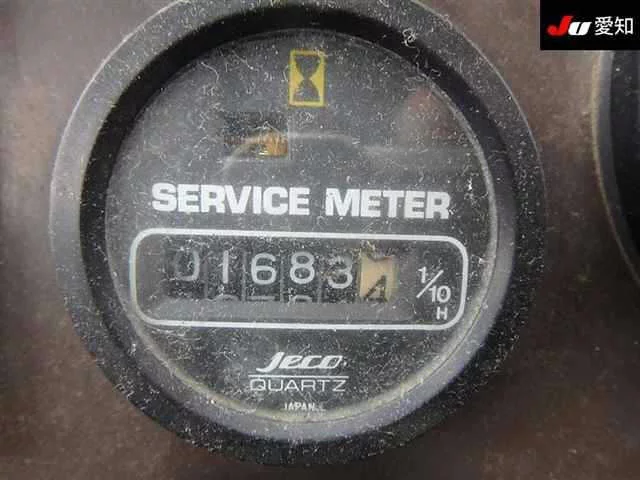 Ju 愛知
SERVICE METER
01683
1/10
H
Jeco
QUARTZ
JAPAN